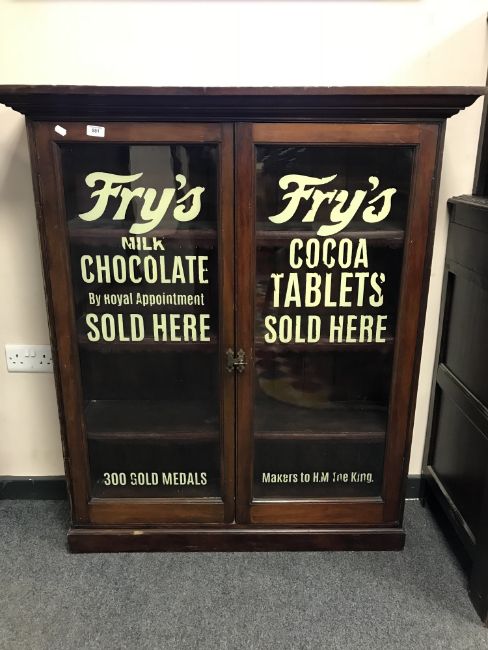 581
Fry's
MILK
CHOCOLATE
By Royal Appointment
SOLD HERE
300 GOLD MEDALS
Fry's
COCOA
TABLETS
SOLD HERE
Makers to H.M The King.